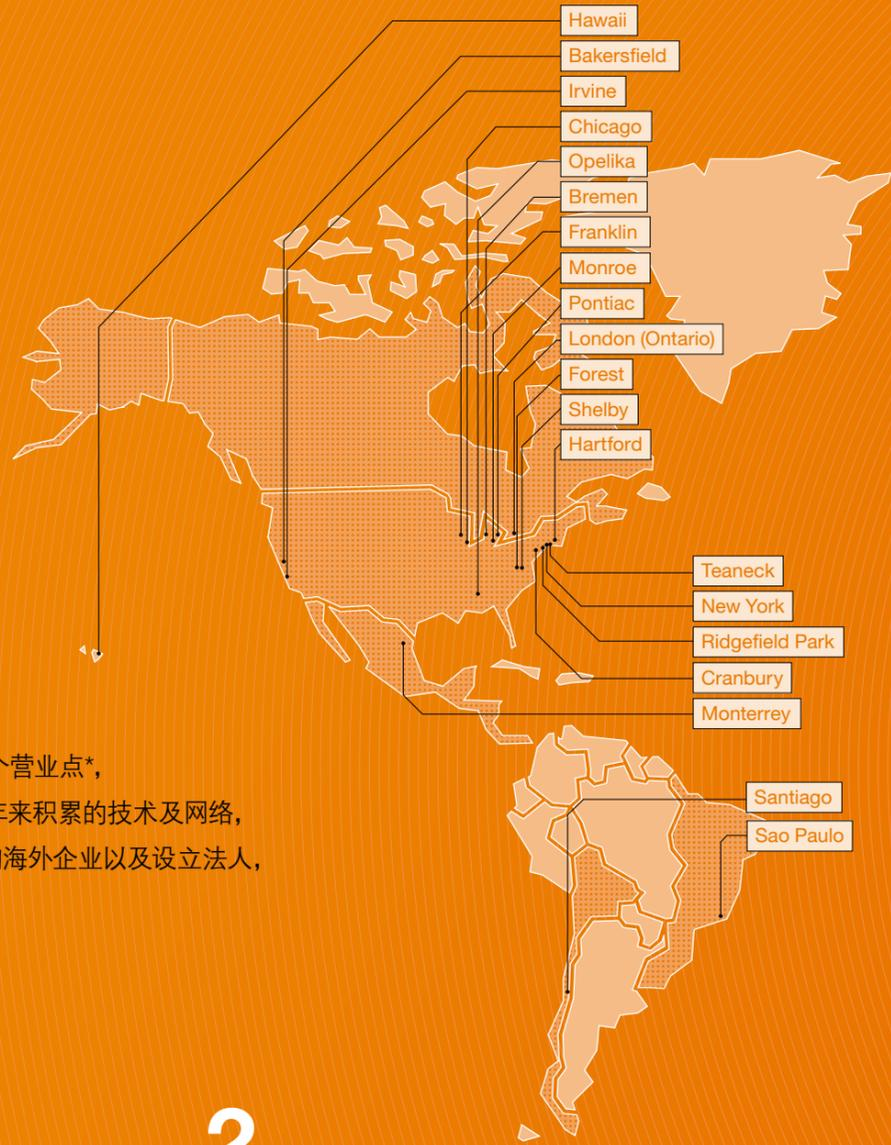 Hawaii
Bakersfield
Irvine
Chicago
Opelika
Bremen
Franklin
Monroe
Pontiac
London (Ontario)
Forest
Shelby
Hartford
Teaneck
New York
Ridgefield Park
Cranbury
Monterrey
Santiago
Sao Paulo
个营业点*,
年来积累的技术及网络,
海外企业以及设立法人,